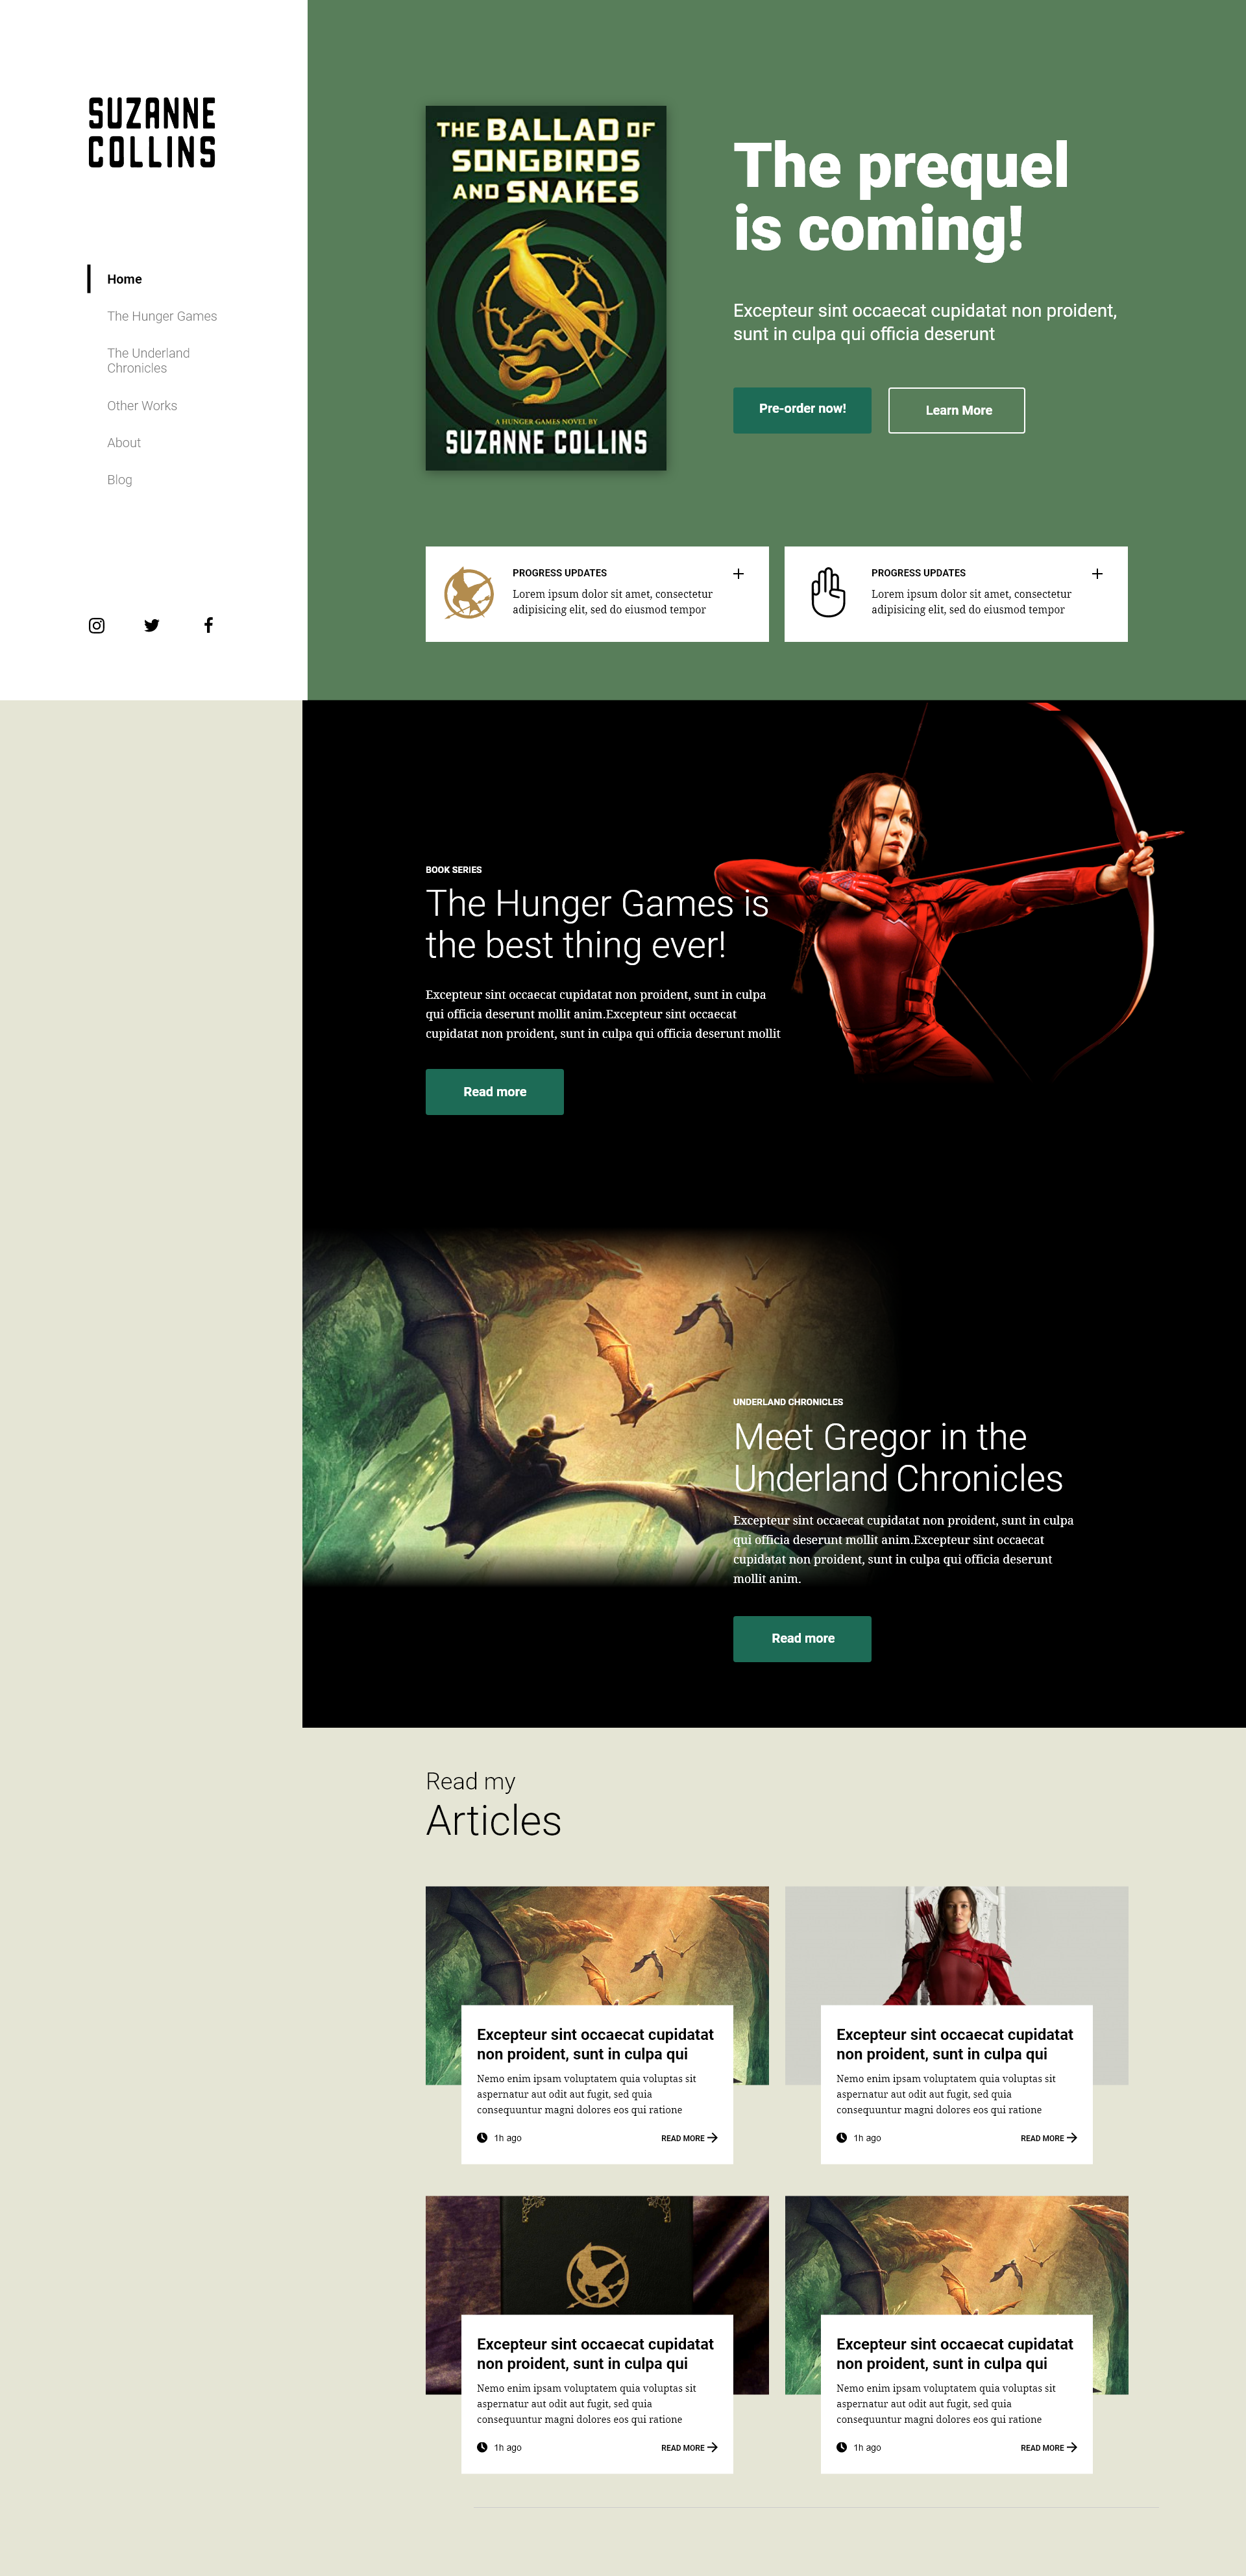 SUZANNE
COLLINS
Home
The Hunger Games
The Underland
Chronicles
Other Works
About
Blog
THE BALLAD OF
SONGBIRDS
AND SNAKES
A HUNGER GAMES NOVEL BY
SUZANNE COLLINS
The prequel
is coming!
Excepteur sint occaecat cupidatat non proident,
sunt in culpa qui officia deserunt
Pre-order now!
Learn More
PROGRESS UPDATES
Lorem ipsum dolor sit amet, consectetur
adipisicing elit, sed do eiusmod tempor
PROGRESS UPDATES
Lorem ipsum dolor sit amet, consectetur
adipisicing elit, sed do eiusmod tempor
BOOK SERIES
The Hunger Games is
the best thing ever!
Excepteur sint occaecat cupidatat non proident, sunt in culpa
qui officia deserunt mollit anim.Excepteur sint occaecat
cupidatat non proident, sunt in culpa qui officia deserunt mollit
Read more
UNDERLAND CHRONICLES
Meet Gregor in the
Underland Chronicles
Excepteur sint occaecat cupidatat non proident, sunt in culpa
qui officia deserunt mollit anim.Excepteur sint occaecat
cupidatat non proident, sunt in culpa qui officia deserunt
mollit anim.
Read more
Read my
Articles
Excepteur sint occaecat cupidatat
non proident, sunt in culpa qui
Nemo enim ipsam voluptatem quia voluptas sit
aspernatur aut odit aut fugit, sed quia
consequuntur magni dolores eos qui ratione
1h ago
READ MORE
Excepteur sint occaecat cupidatat
non proident, sunt in culpa qui
Nemo enim ipsam voluptatem quia voluptas sit
aspernatur aut odit aut fugit, sed quia
consequuntur magni dolores eos qui ratione
1h ago
READ MORE
Excepteur sint occaecat cupidatat
non proident, sunt in culpa qui
Nemo enim ipsam voluptatem quia voluptas sit
aspernatur aut odit aut fugit, sed quia
consequuntur magni dolores eos qui ratione
1h ago
READ MORE
Excepteur sint occaecat cupidatat
non proident, sunt in culpa qui
Nemo enim ipsam voluptatem quia voluptas sit
aspernatur aut odit aut fugit, sed quia
consequuntur magni dolores eos qui ratione
1h ago
READ MORE